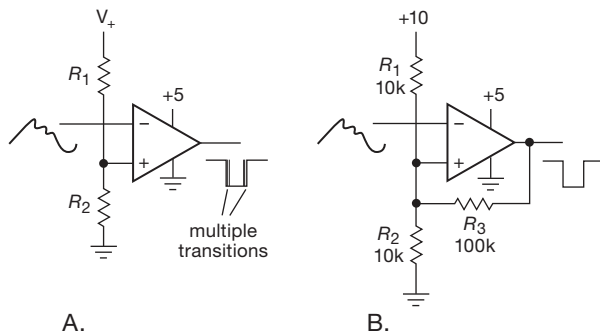 V+
R1
+5
−
+
R2
multiple
transitions
A.
+10
R1
10k
+5
−
+
R2
10k
R3
100k
B.